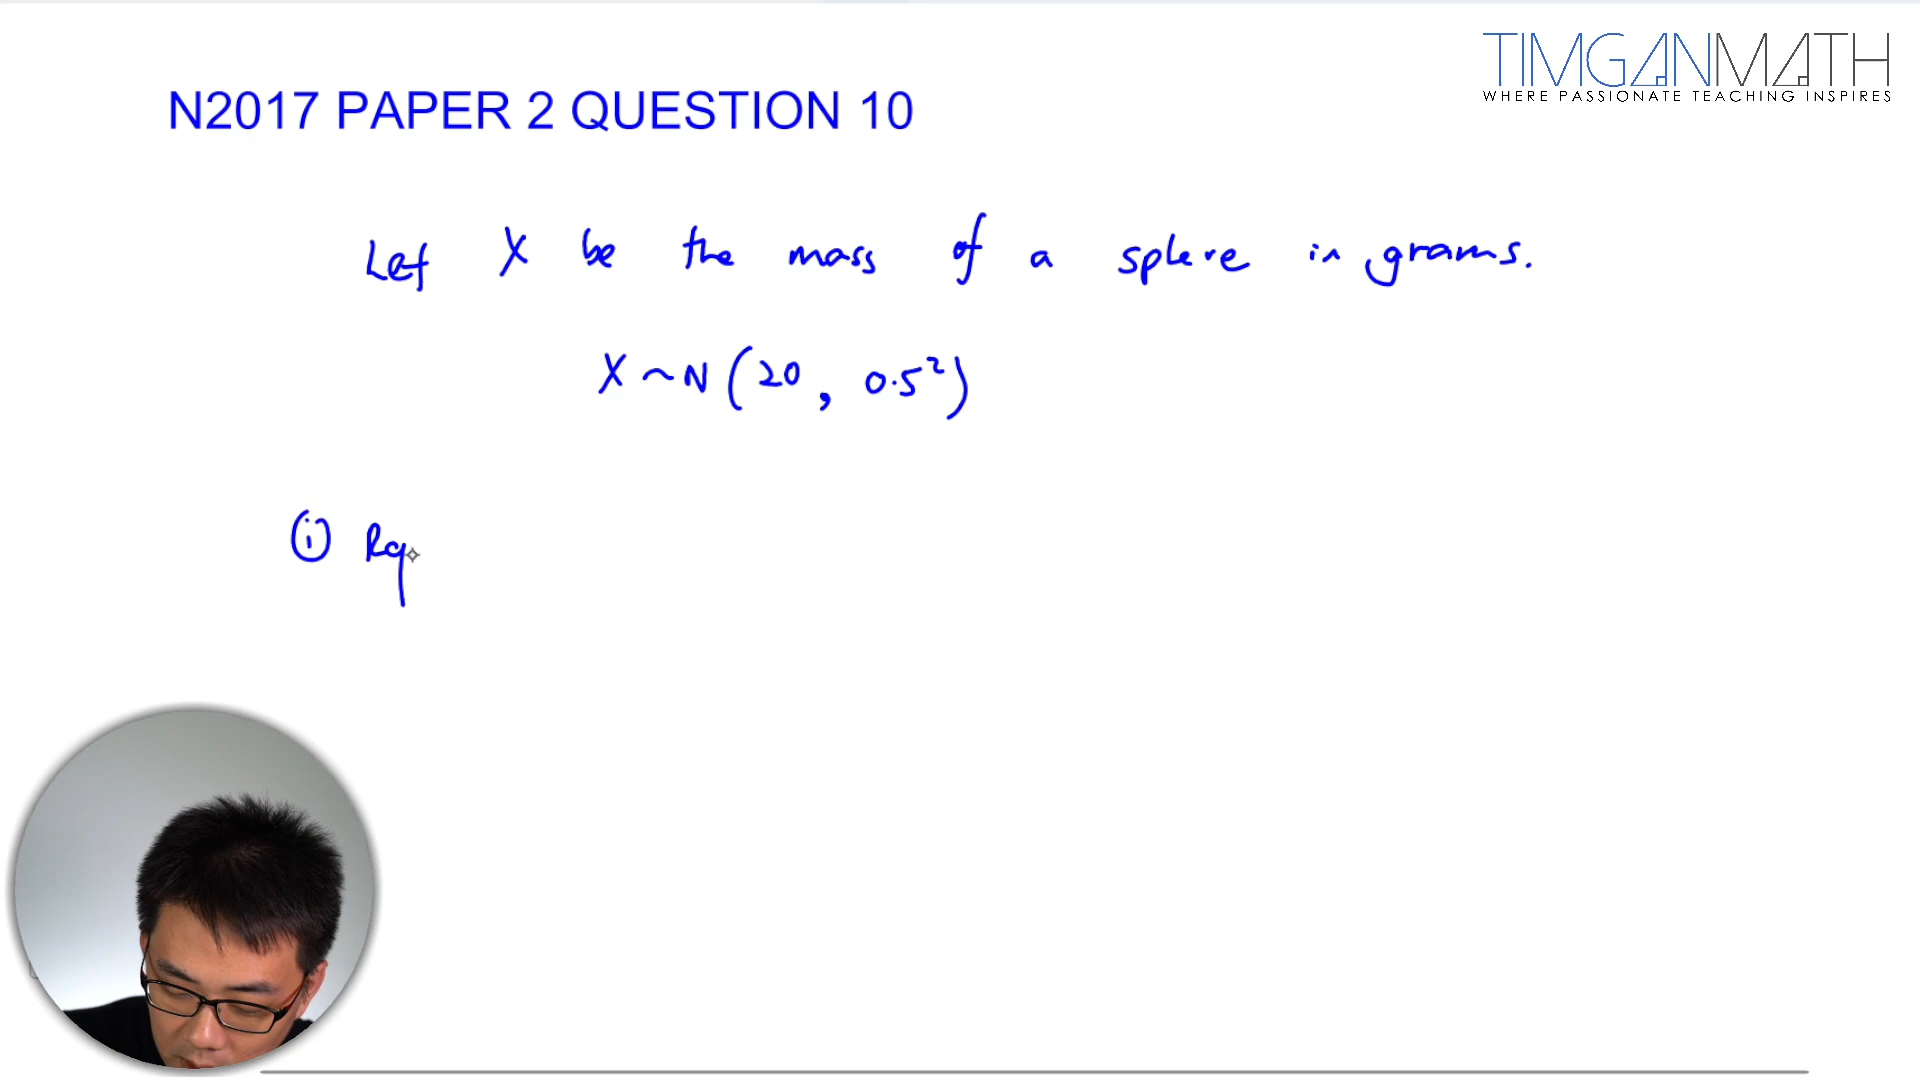 TIMGANMATH
WHERE PASSIONATE TEACHING INSPIRES
N2017 PAPER 2 QUESTION 10
Let X be the mass of a sphere in grams.
X ~ N (20, 0.5²)
(i) Rq